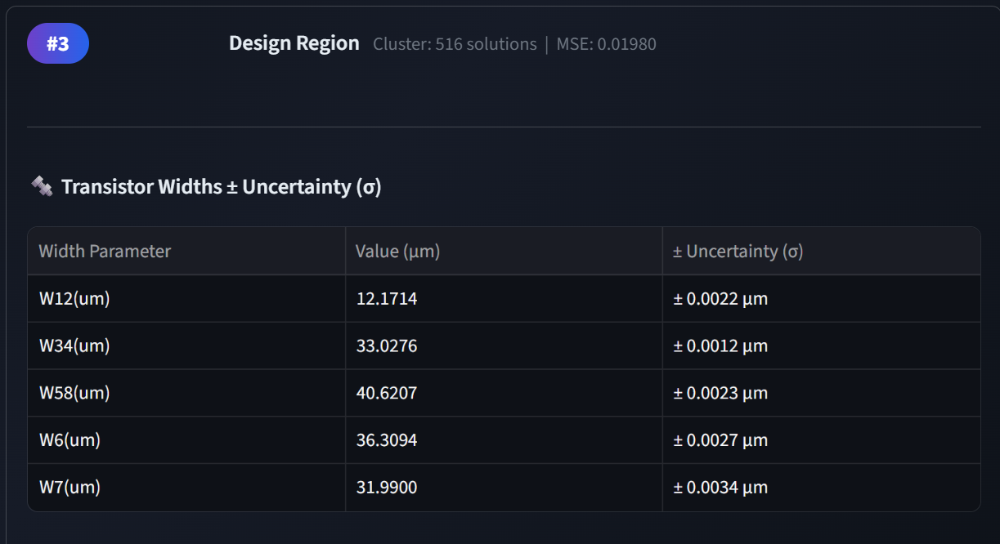 #3 Design Region Cluster: 516 solutions | MSE: 0.01980
Transistor Widths ± Uncertainty (σ)
Width Parameter Value (μm) ± Uncertainty (σ)
W12(um) 12.1714 ± 0.0022 μm
W34(um) 33.0276 ± 0.0012 μm
W58(um) 40.6207 ± 0.0023 μm
W6(um) 36.3094 ± 0.0027 μm
W7(um) 31.9900 ± 0.0034 μm